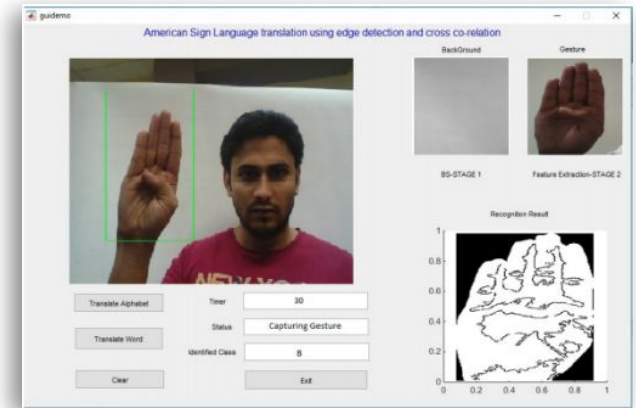 guidemo
American Sign Language translation using edge detection and cross co-relation
BackGround
Gesture
BS-STAGE 1
Feature Extraction-STAGE 2
NEW YO
Translate Alphabet
Timer
30
Translate Word
Status
Capturing Gesture
Identified Class
B
Clear
Exit
Recognition Result
1
0.8
0.6
0.4
0.2
0
0 0.2 0.4 0.6 0.8 1